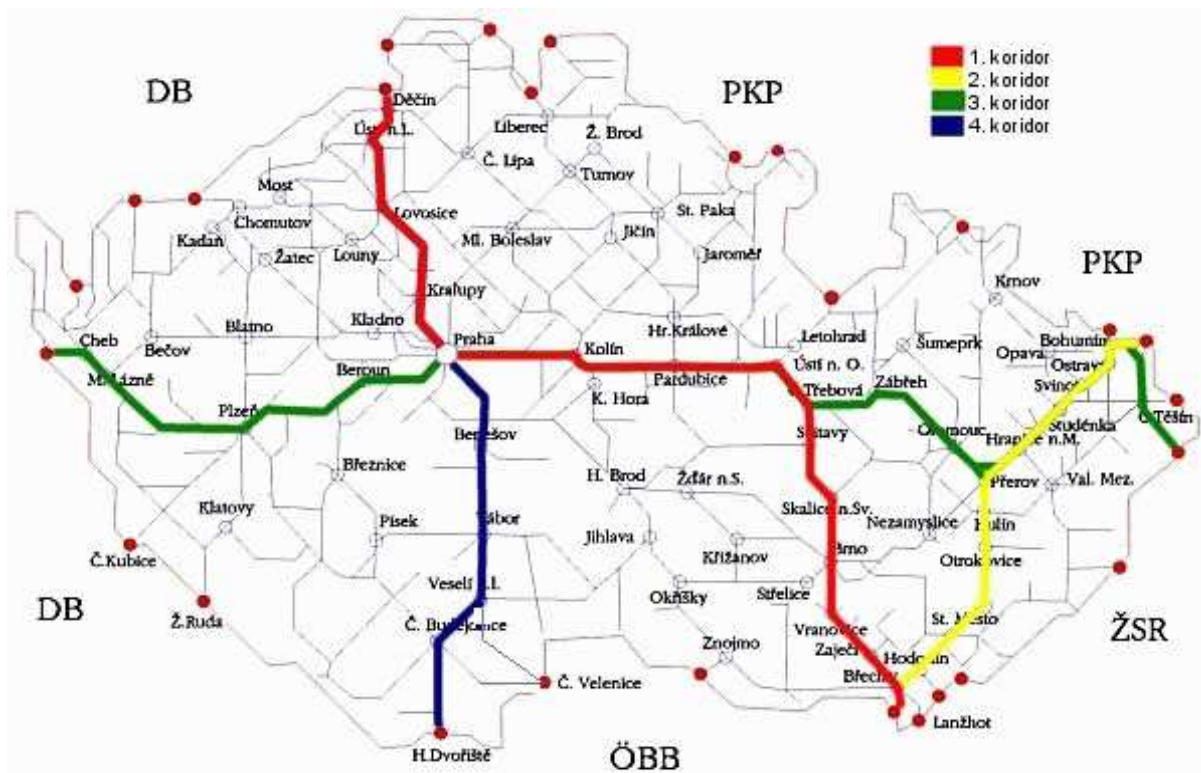 DB
PKP
1. koridor
2. koridor
3. koridor
4. koridor
Děčín
Ústí n.L.
Liberec
Ž. Brod
Č. Lípa
Turnov
Most
Chomutov
Lovosice
St. Paka
Kadaň
Louny
Ml. Boleslav
Jičín
Žatec
Jaroměř
PKP
Kralupy
Krnov
Cheb
Bečov
Blatno
Kladno
Praha
Kolín
Hr.Králové
Letohrad
Šumperk
Opava
Bohumín
Ostrava
M. Lázně
Beroun
Pardubice
Ústí n. O.
Třebová
Zábřeh
Svinov
Plzeň
K. Hora
Č.Těšín
Studénka
Benešov
Svitavy
Olomouc
Hranice n.M.
Březnice
H. Brod
Žďár n.S.
Přerov
Val. Mez.
Klatovy
Písek
Tábor
Jihlava
Křižanov
Skalice n.Sv.
Nezamyslice
Hulín
Č.Kubice
Brno
Otrokovice
DB
Veselí n.l.
Okříšky
Střelice
Ž.Ruda
Č. Budějovice
St. Město
ŽSR
Znojmo
Vranovice
Zaječí
Hodonín
Č. Velenice
Břeclav
Lanžhot
H.Dvořiště
ÖBB